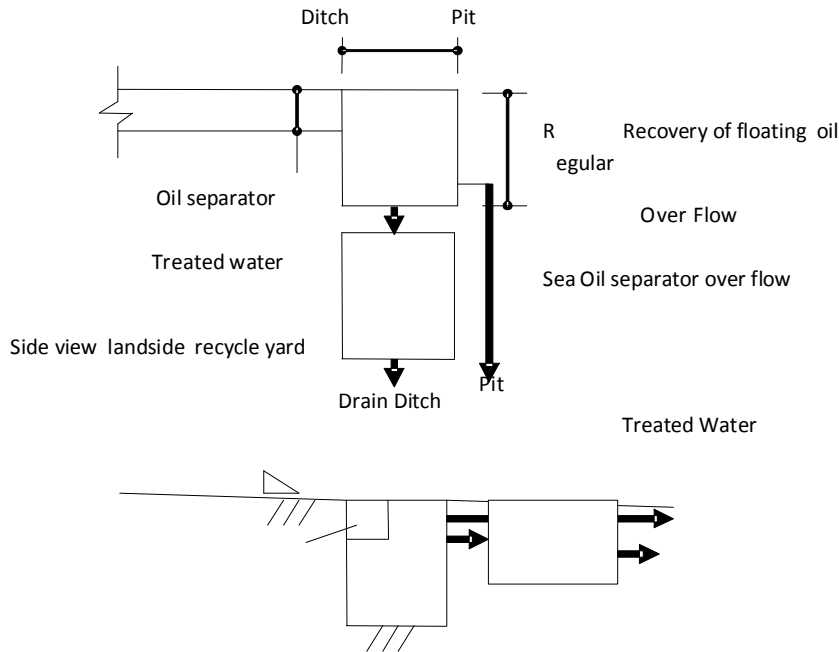 Ditch Pit
R Recovery of floating oil
egular
Oil separator
Over Flow
Treated water
Sea Oil separator over flow
Side view landside recycle yard
Pit
Drain Ditch
Treated Water